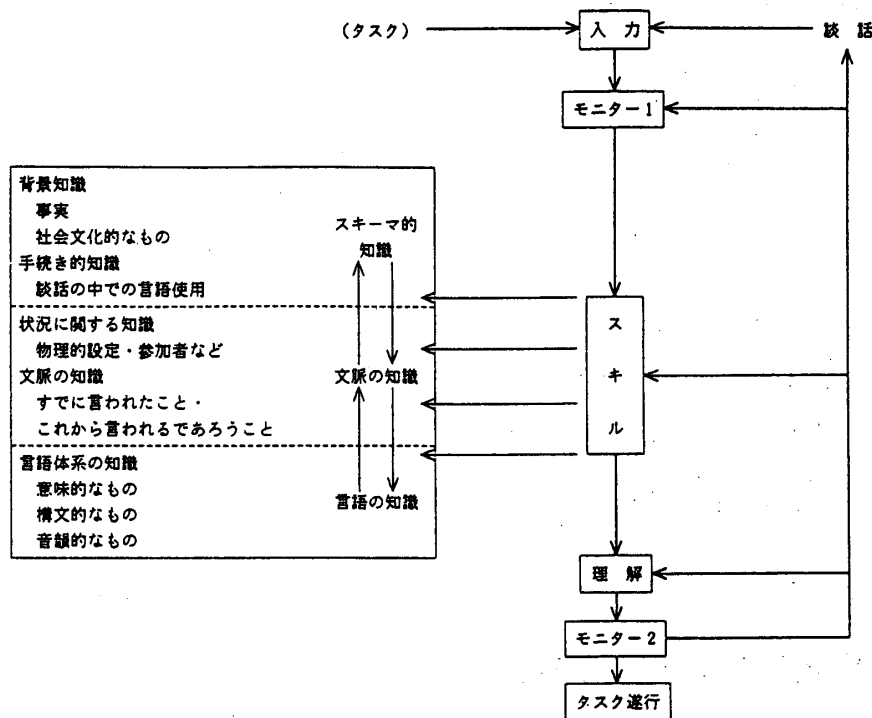 (タスク)
入 力
談 話
モニター1
背景知識
事実
社会文化的なもの
手続き的知識
談話の中での言語使用
スキーマ的
知識
状況に関する知識
物理的設定・参加者など
文脈の知識
すでに言われたこと・
これから言われるであろうこと
文脈の知識
言語体系の知識
意味的なもの
構文的なもの
音韻的なもの
言語の知識
スキル
理 解
モニター2
タスク遂行